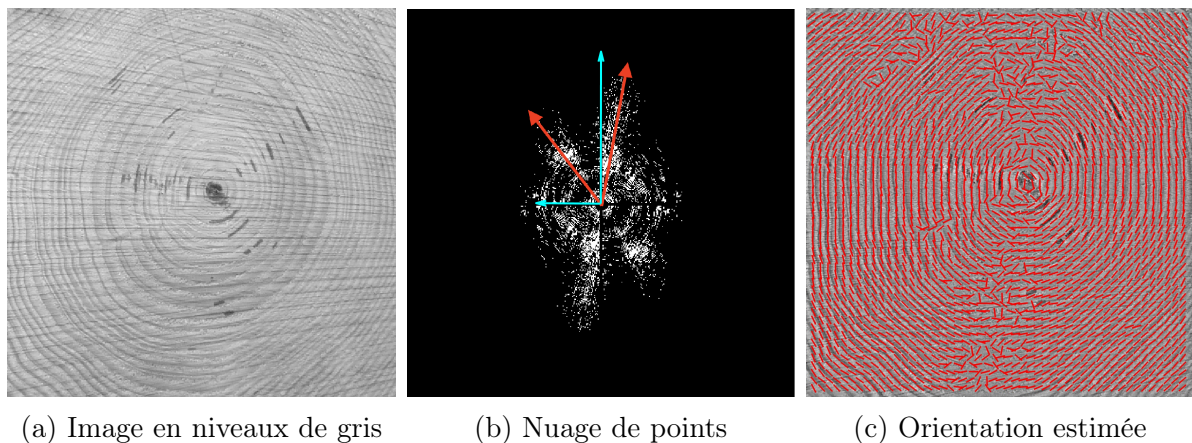 (a) Image en niveaux de gris
(b) Nuage de points
(c) Orientation estimée